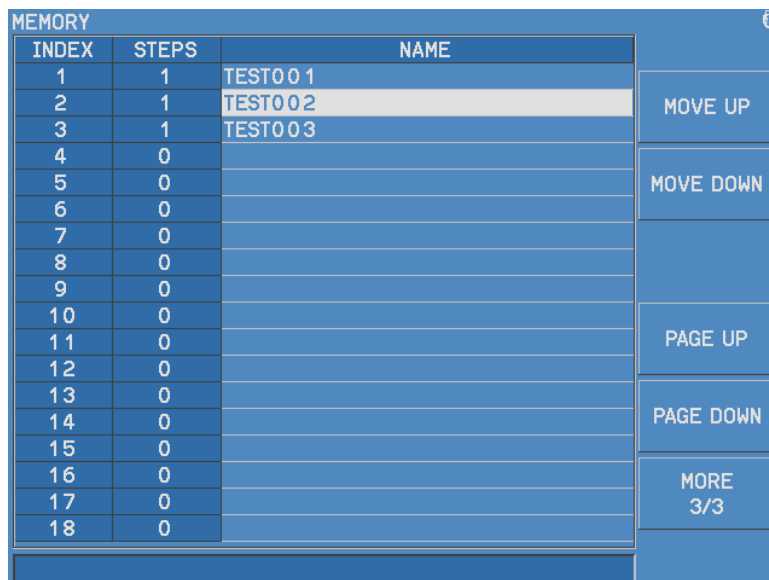 MEMORY
INDEX STEPS NAME
1 1 TEST001
2 1 TEST002
3 1 TEST003
4 0
5 0
6 0
7 0
8 0
9 0
10 0
11 0
12 0
13 0
14 0
15 0
16 0
17 0
18 0
MOVE UP
MOVE DOWN
PAGE UP
PAGE DOWN
MORE
3/3